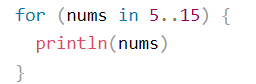 for (nums in 5..15) {
  println(nums)
}